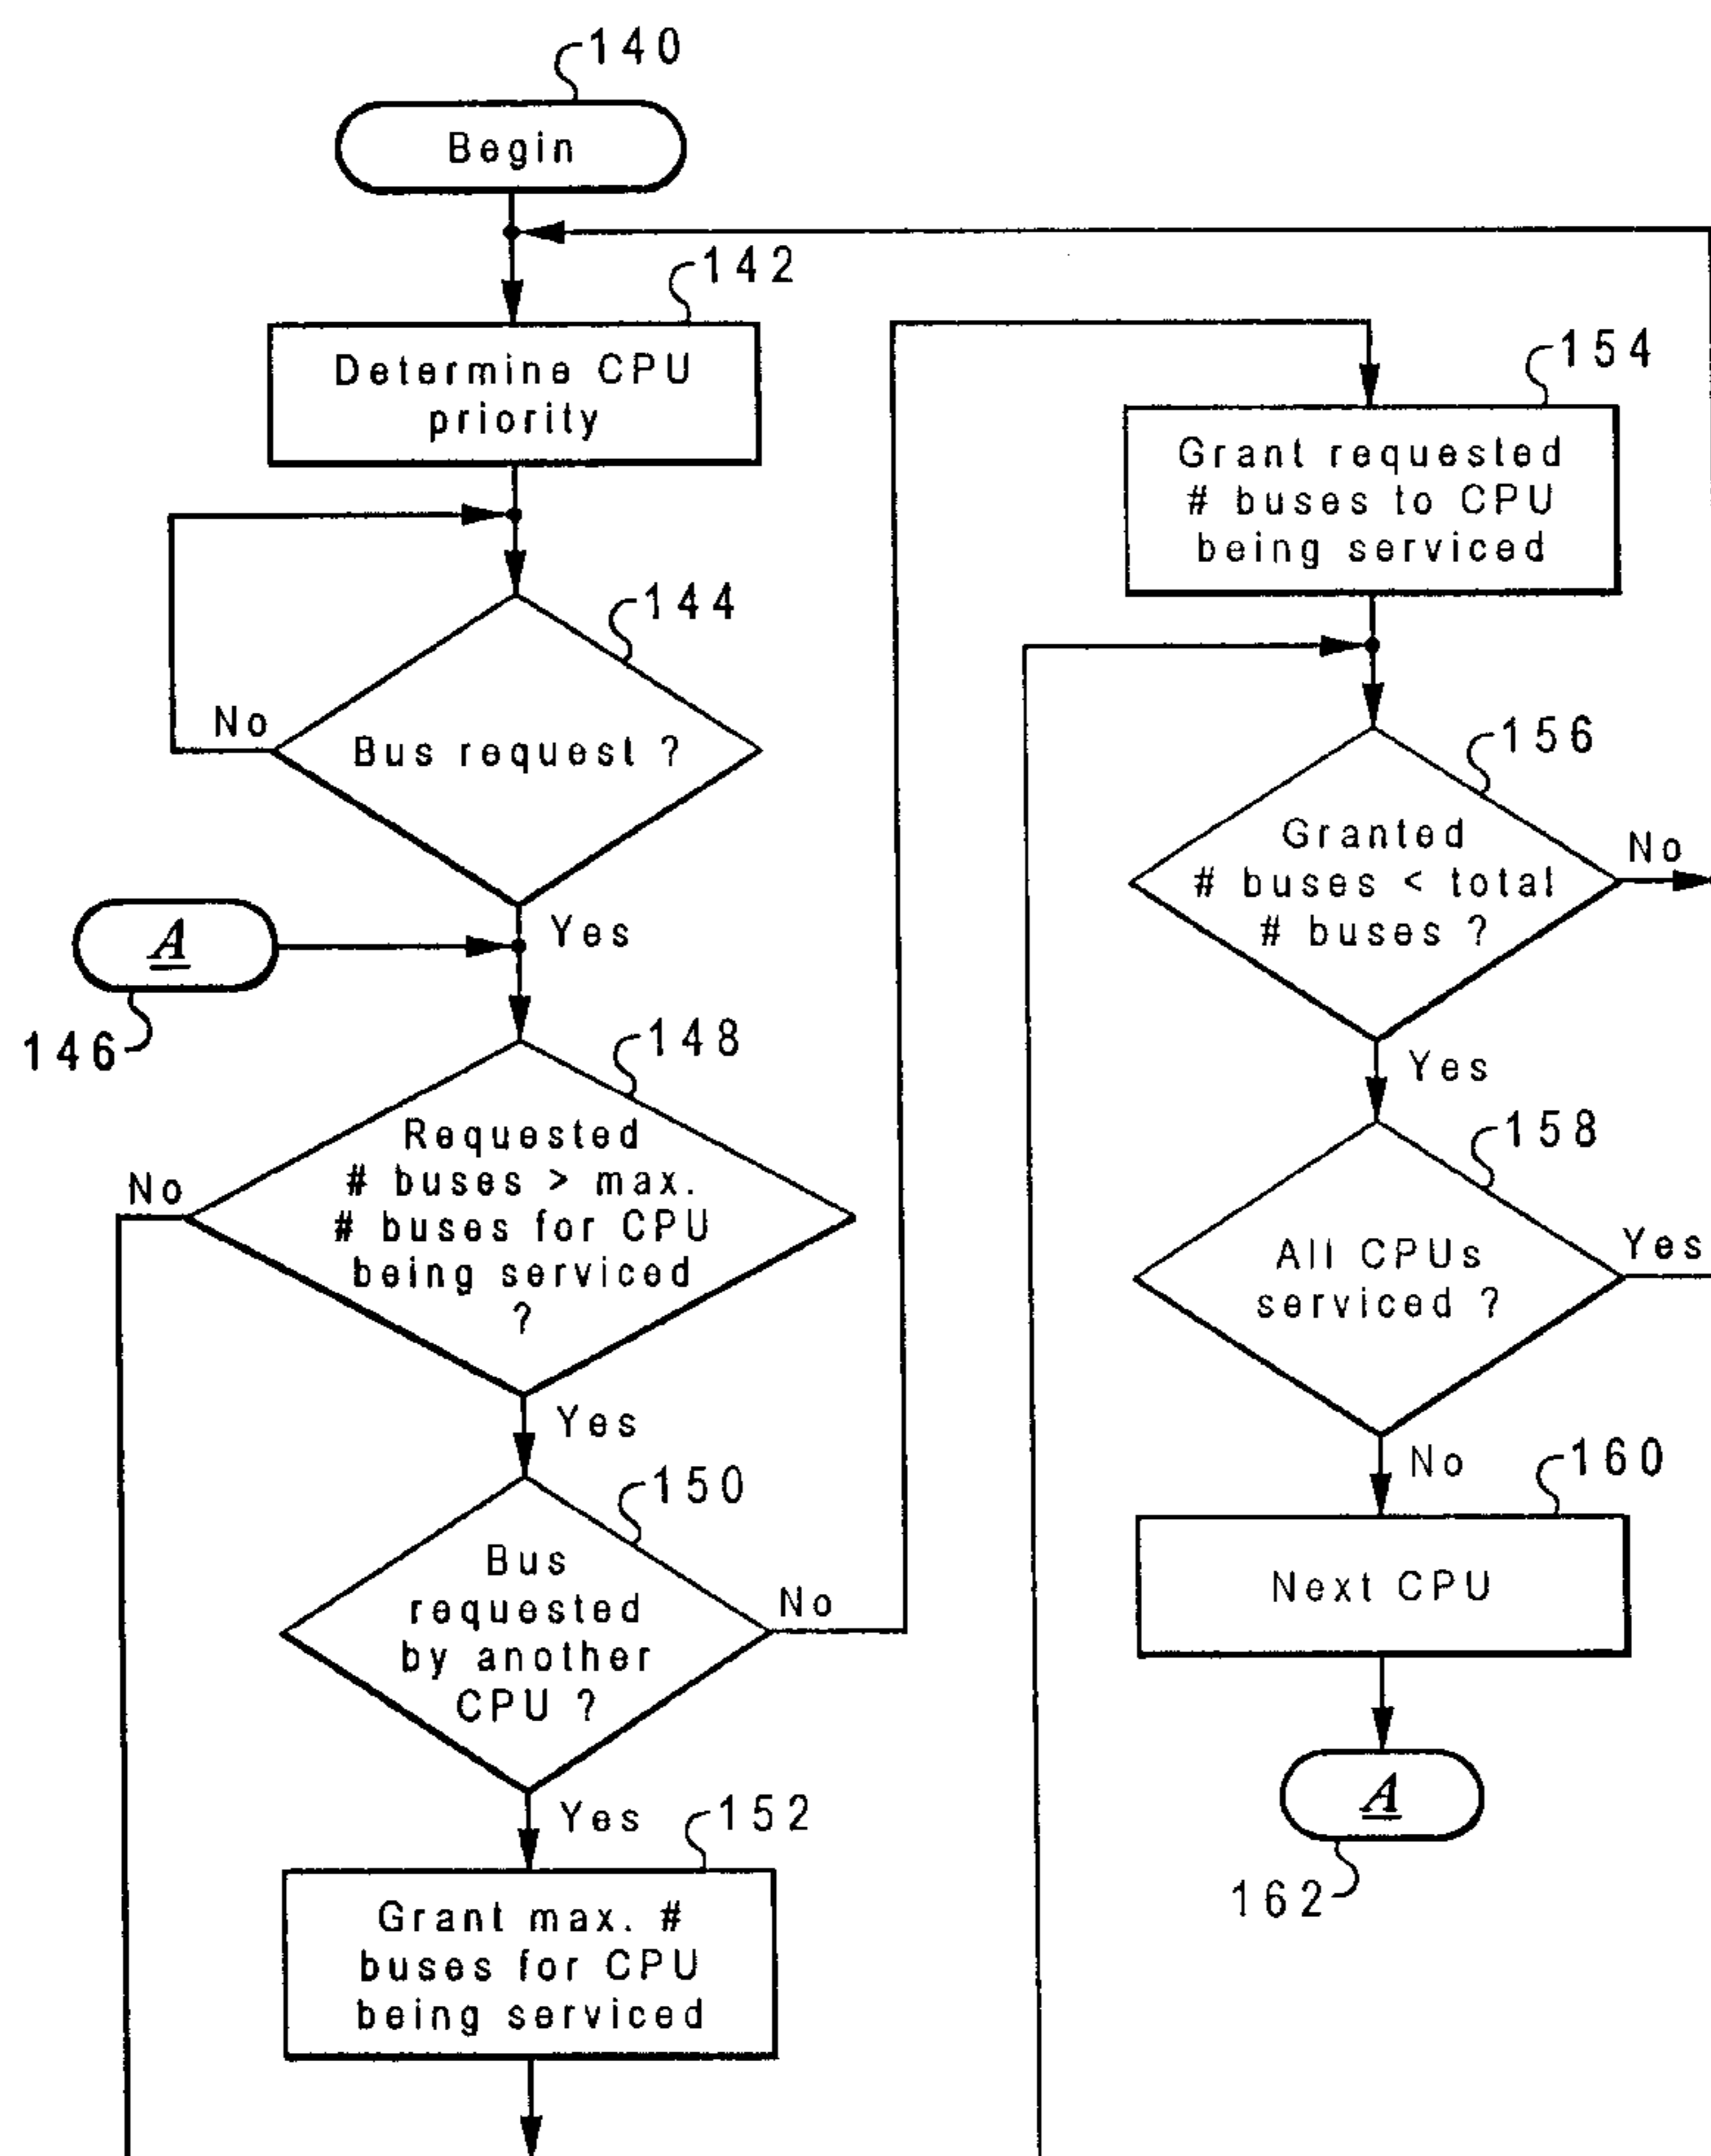 140
Begin
142
Determine CPU
priority
144
No
Bus request ?
Yes
A
146
148
Requested
# buses > max.
# buses for CPU
being serviced
?
No
Yes
150
Bus
requested
by another
CPU ?
No
Yes
152
Grant max. #
buses for CPU
being serviced
154
Grant requested
# buses to CPU
being serviced
156
Granted
# buses < total
# buses ?
No
Yes
158
All CPUs
serviced ?
Yes
No
160
Next CPU
A
162